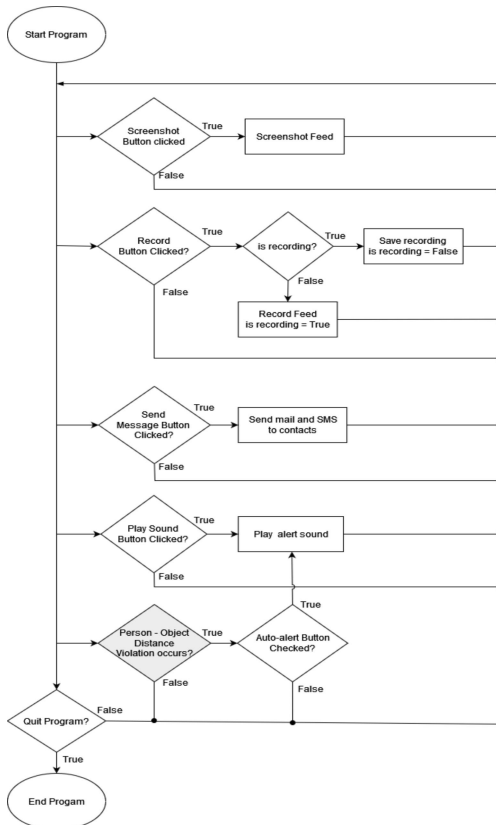 Start Program
Screenshot
Button clicked
True
Screenshot Feed
False
Record
Button Clicked?
True
is recording?
True
Save recording
is recording = False
False
False
Record Feed
is recording = True
Send
Message Button
Clicked?
True
Send mail and SMS
to contacts
False
Play Sound
Button Clicked?
True
Play alert sound
False
True
Person - Object
Distance
Violation occurs?
True
Auto-alert Button
Checked?
False
False
Quit Program?
False
True
End Progam